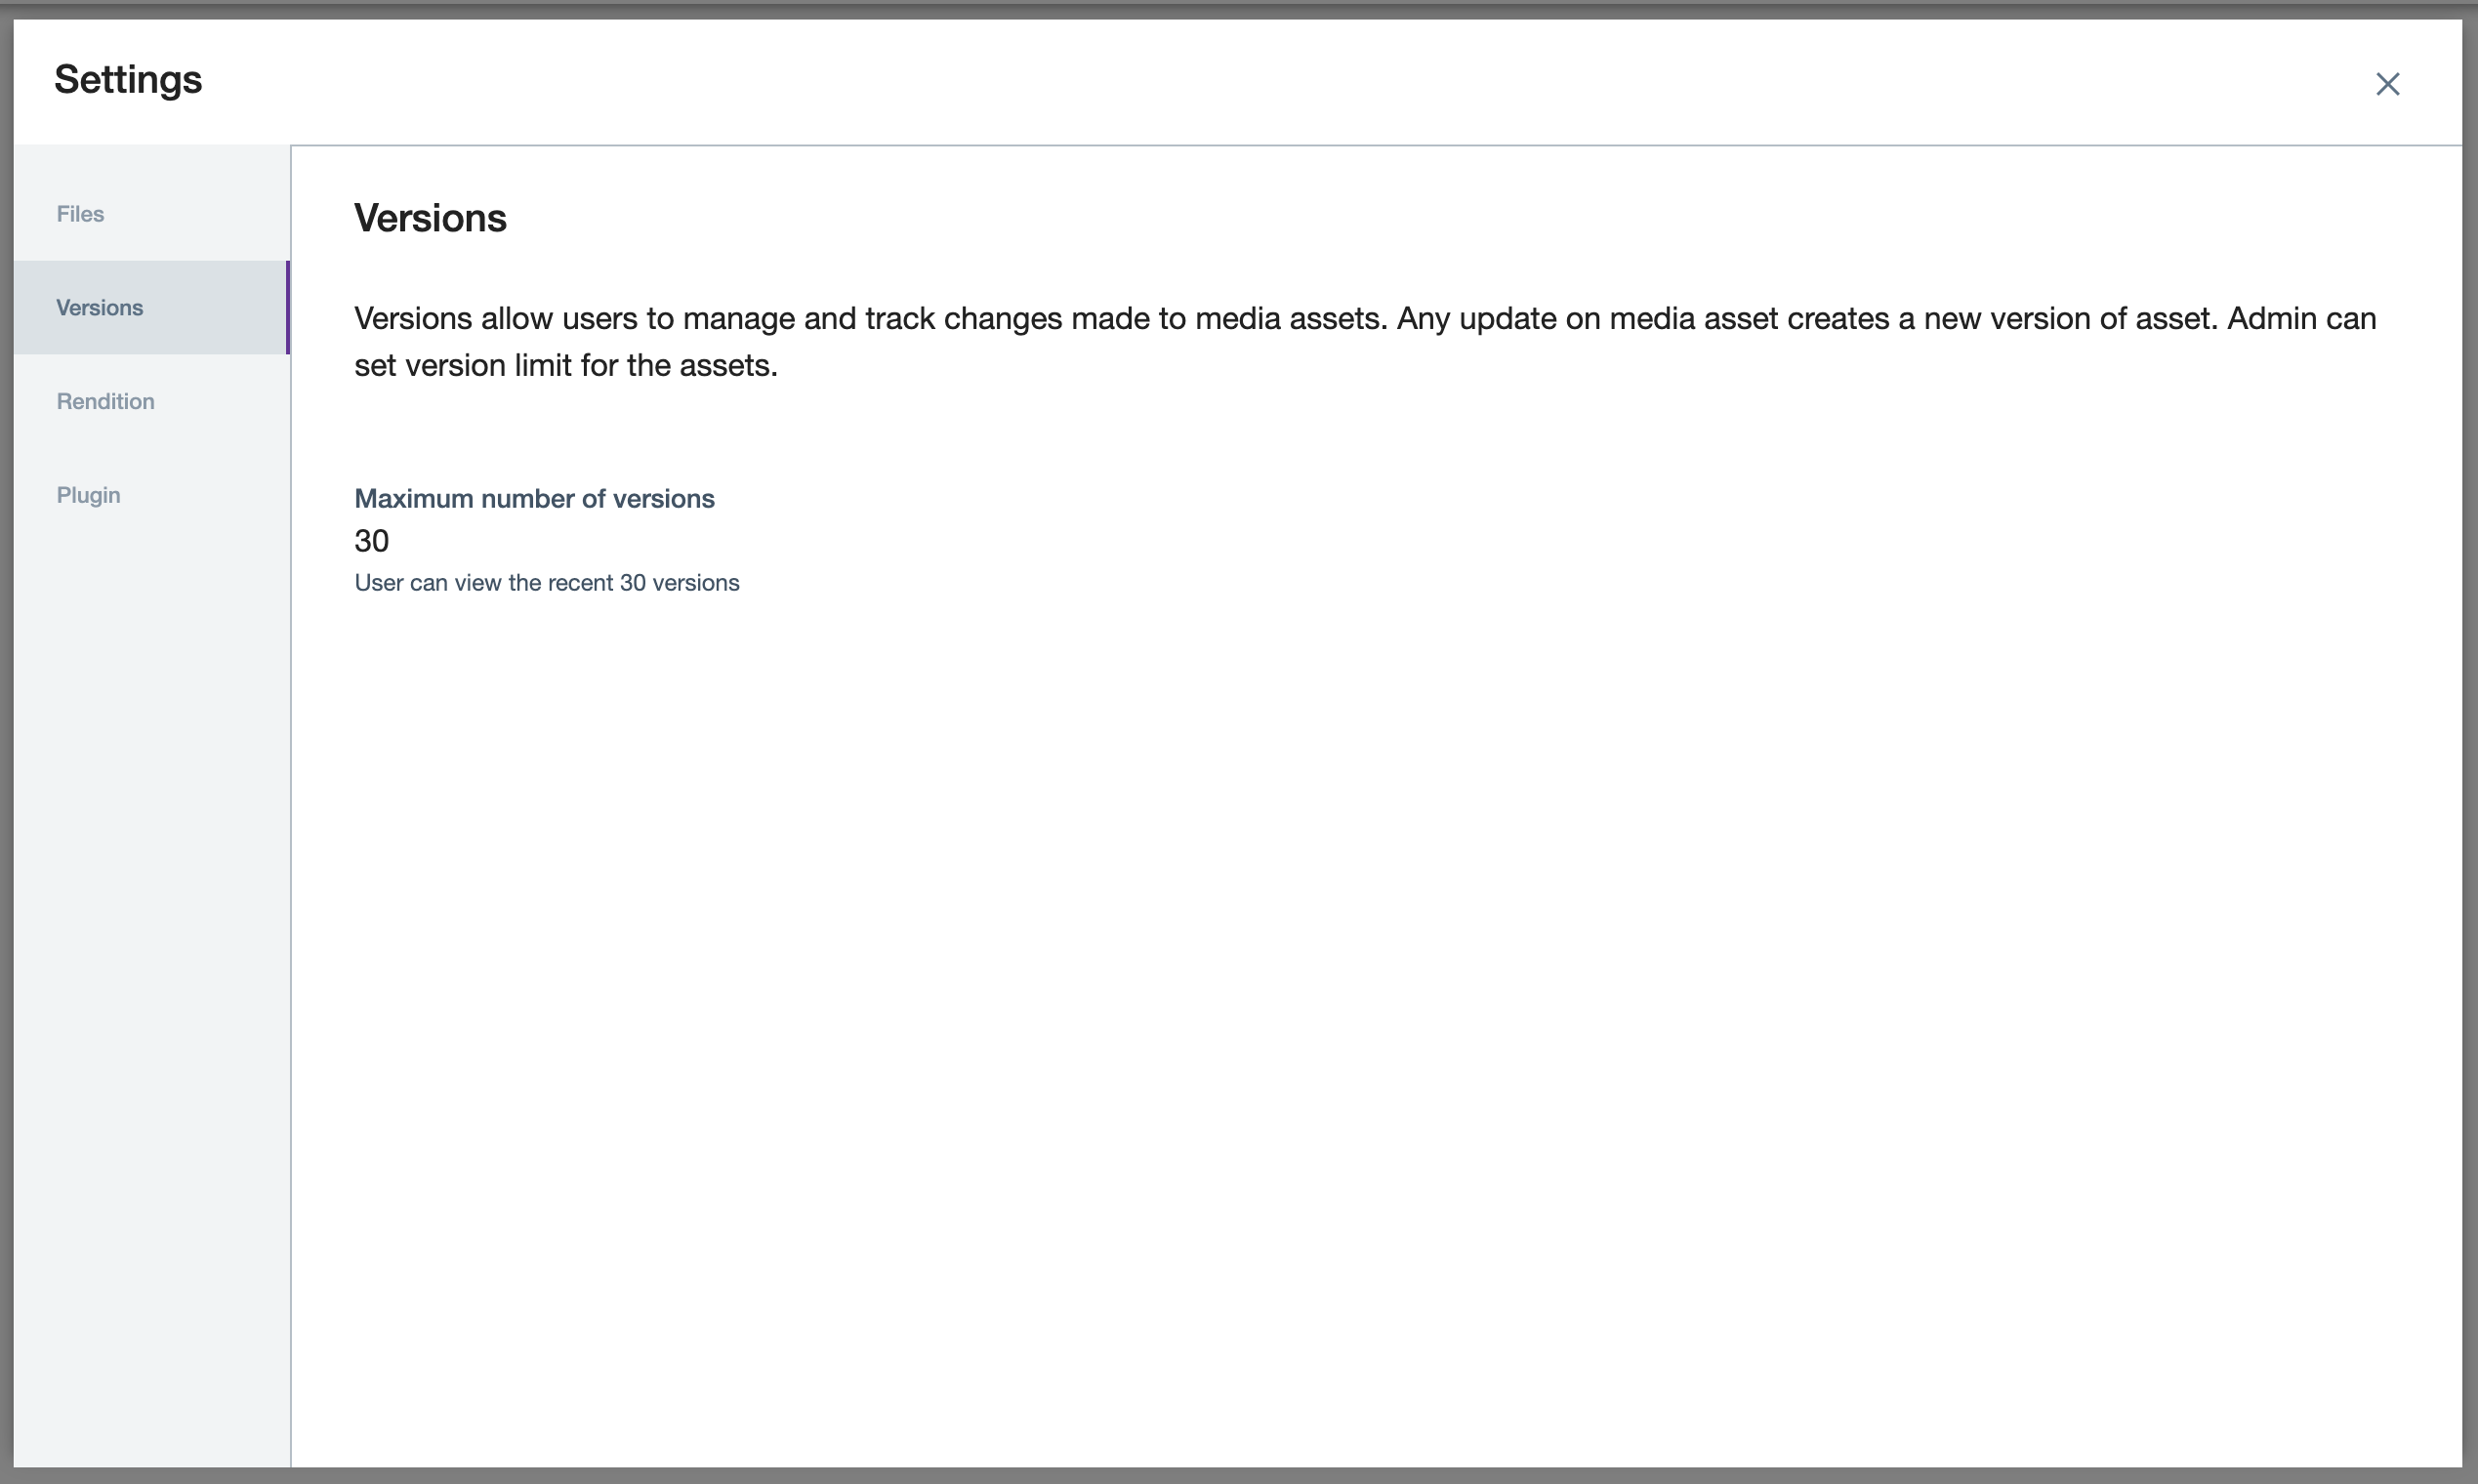 Settings
Files
Versions
Rendition
Plugin
Versions
Versions allow users to manage and track changes made to media assets. Any update on media asset creates a new version of asset. Admin can
set version limit for the assets.
Maximum number of versions
30
User can view the recent 30 versions